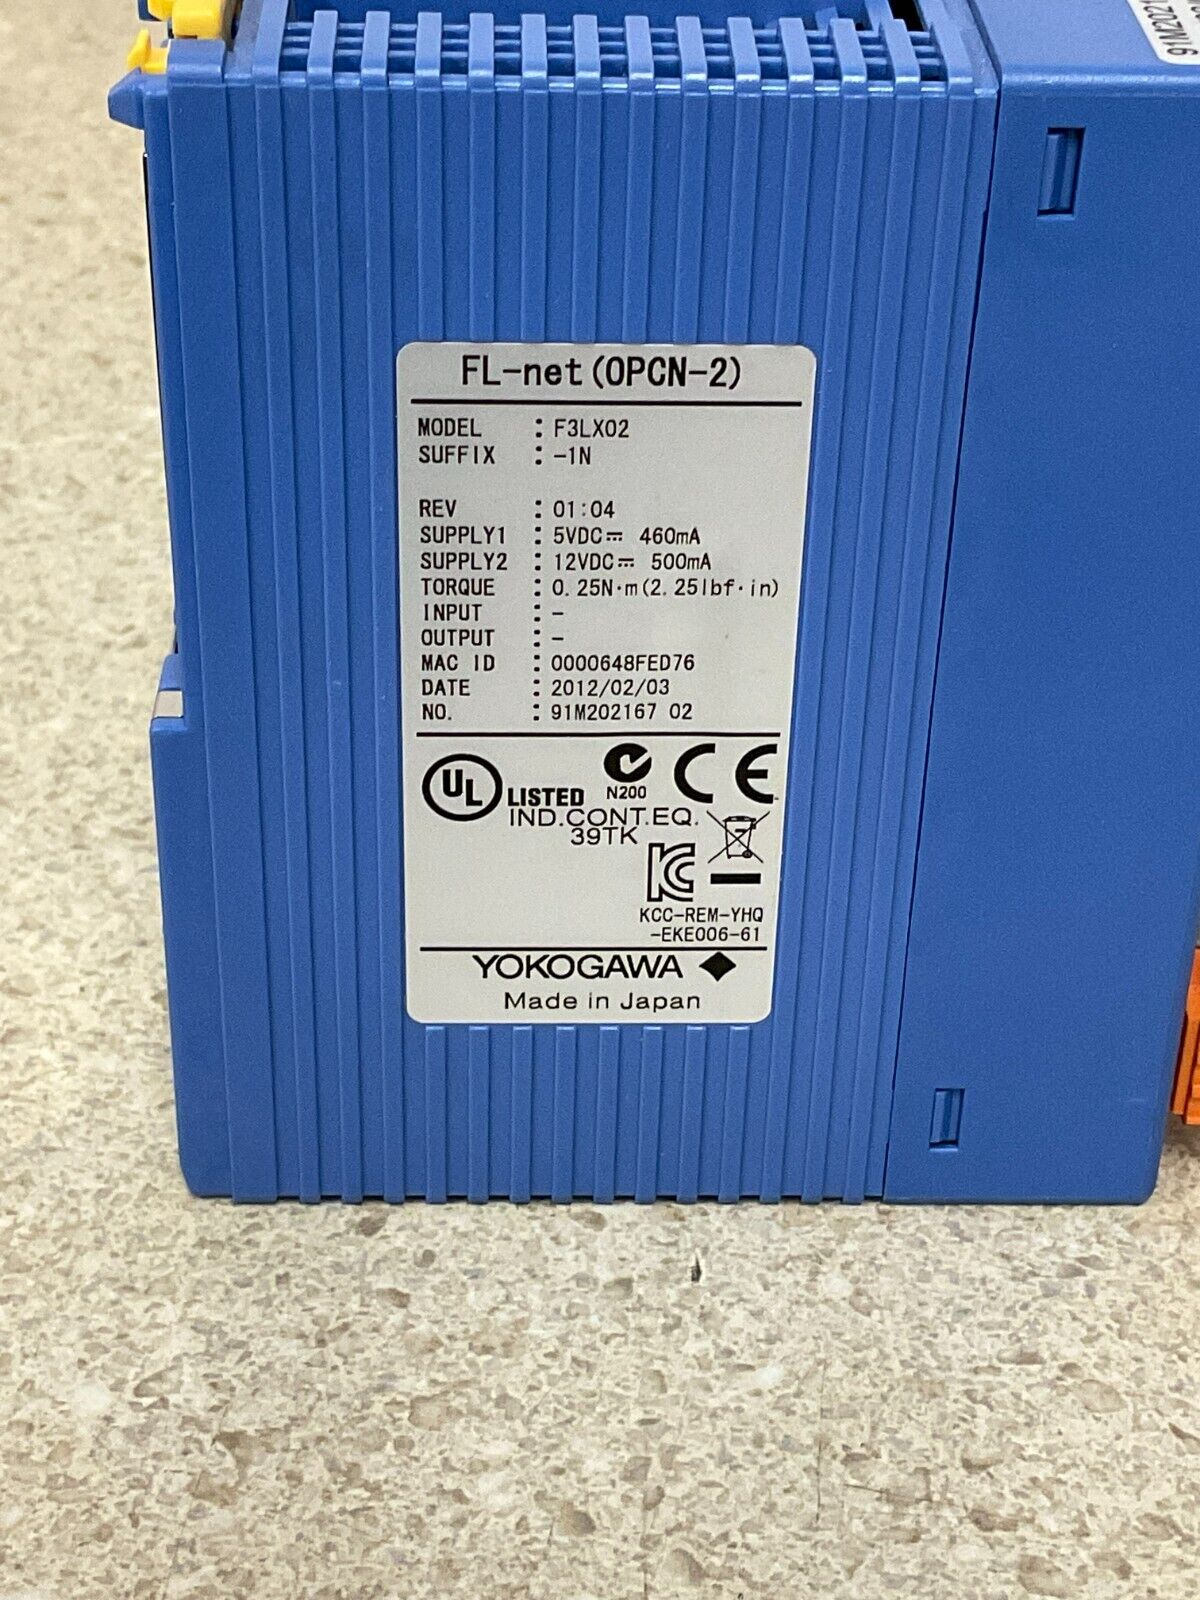 FL-net(OPCN-2)
MODEL : F3LX02
SUFFIX : -1N
REV : 01:04
SUPPLY1 : 5VDC⎓ 460mA
SUPPLY2 : 12VDC⎓ 500mA
TORQUE : 0.25N·m(2.25lbf·in)
INPUT : -
OUTPUT : -
MAC ID : 0000648FED76
DATE : 2012/02/03
NO. : 91M202167 02
UL LISTED N200 CE
IND.CONT.EQ.
39TK
KC
KCC-REM-YHQ
-EKE006-61
YOKOGAWA
Made in Japan